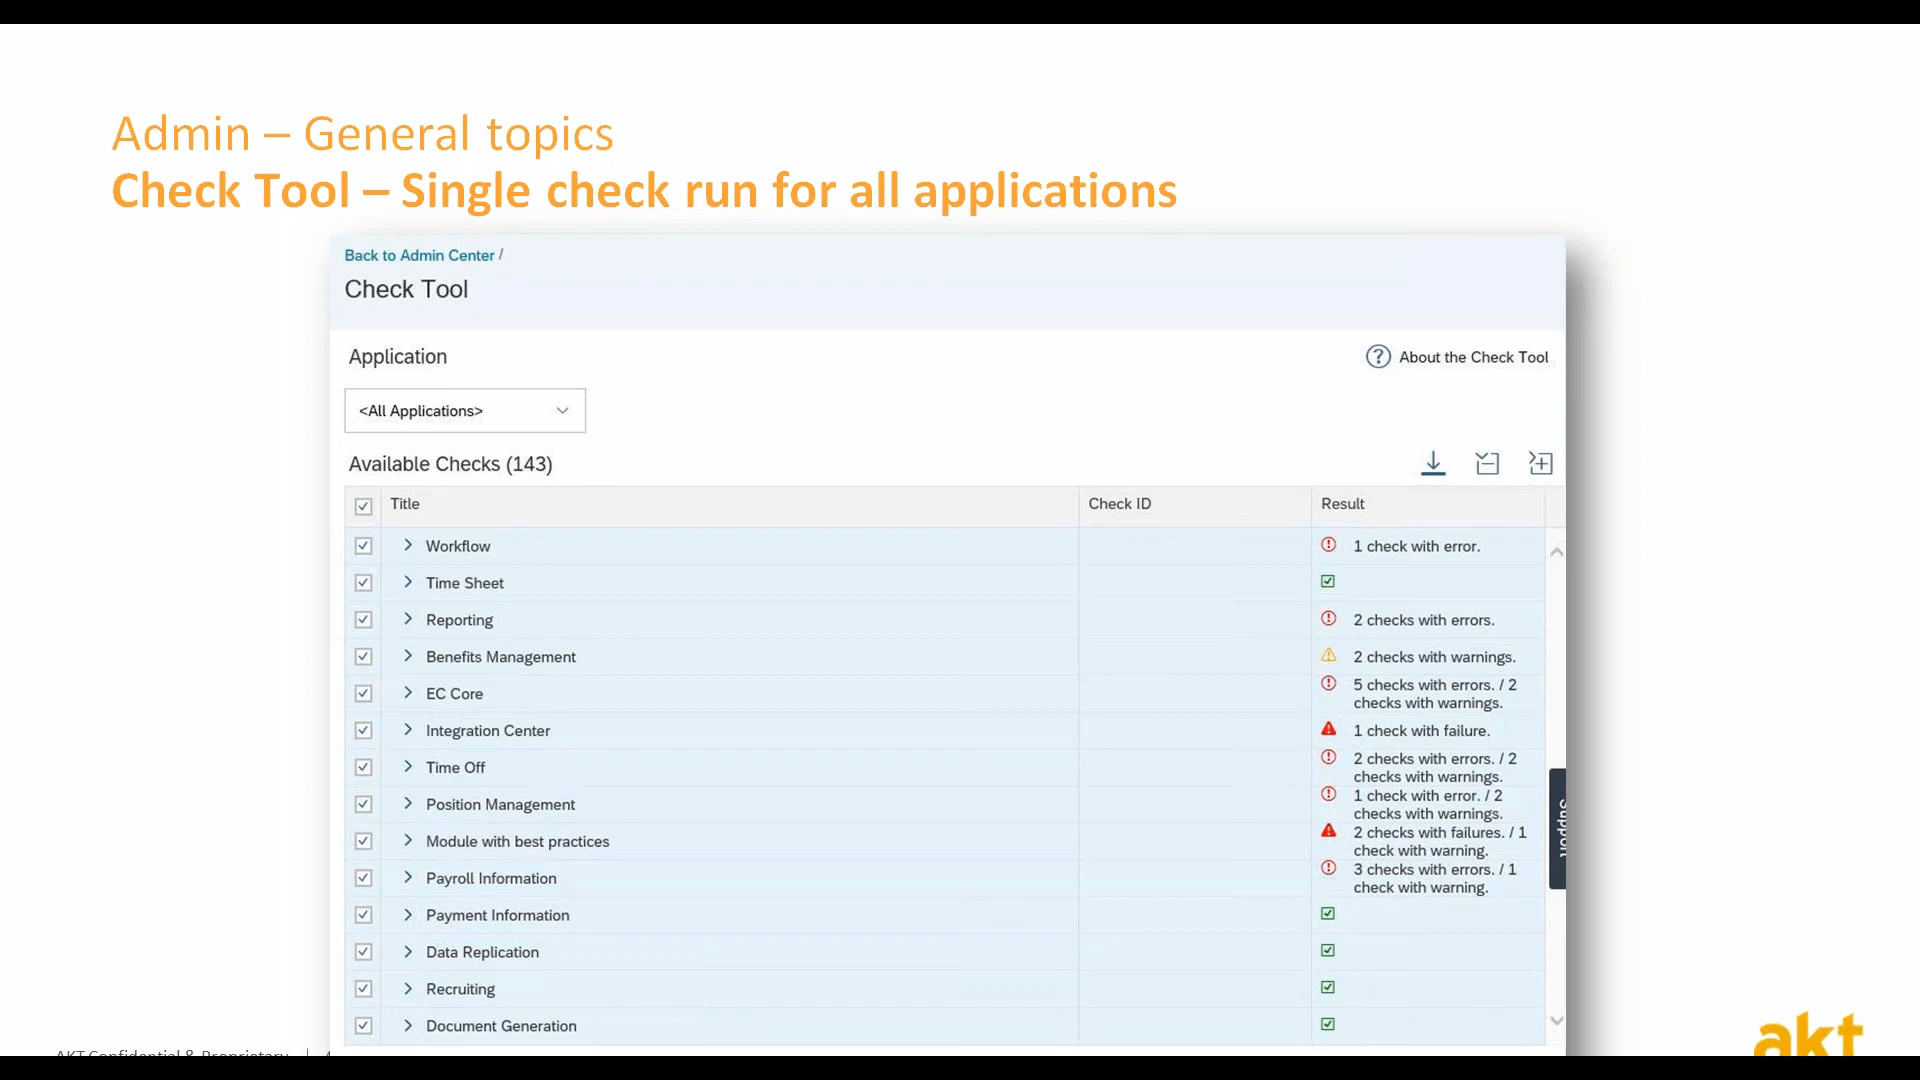 Admin – General topics
Check Tool – Single check run for all applications
Back to Admin Center /
Check Tool
Application
? About the Check Tool
<All Applications>
Available Checks (143)
Title Check ID Result
Workflow 1 check with error.
Time Sheet
Reporting 2 checks with errors.
Benefits Management 2 checks with warnings.
EC Core 5 checks with errors. / 2
checks with warnings.
Integration Center 1 check with failure.
Time Off 2 checks with errors. / 2
checks with warnings.
Position Management 1 check with error. / 2
checks with warnings.
Module with best practices 2 checks with failures. / 1
check with warning.
Payroll Information 3 checks with errors. / 1
check with warning.
Payment Information
Data Replication
Recruiting
Document Generation
Support
AKT Confidential & Proprietary |
akt